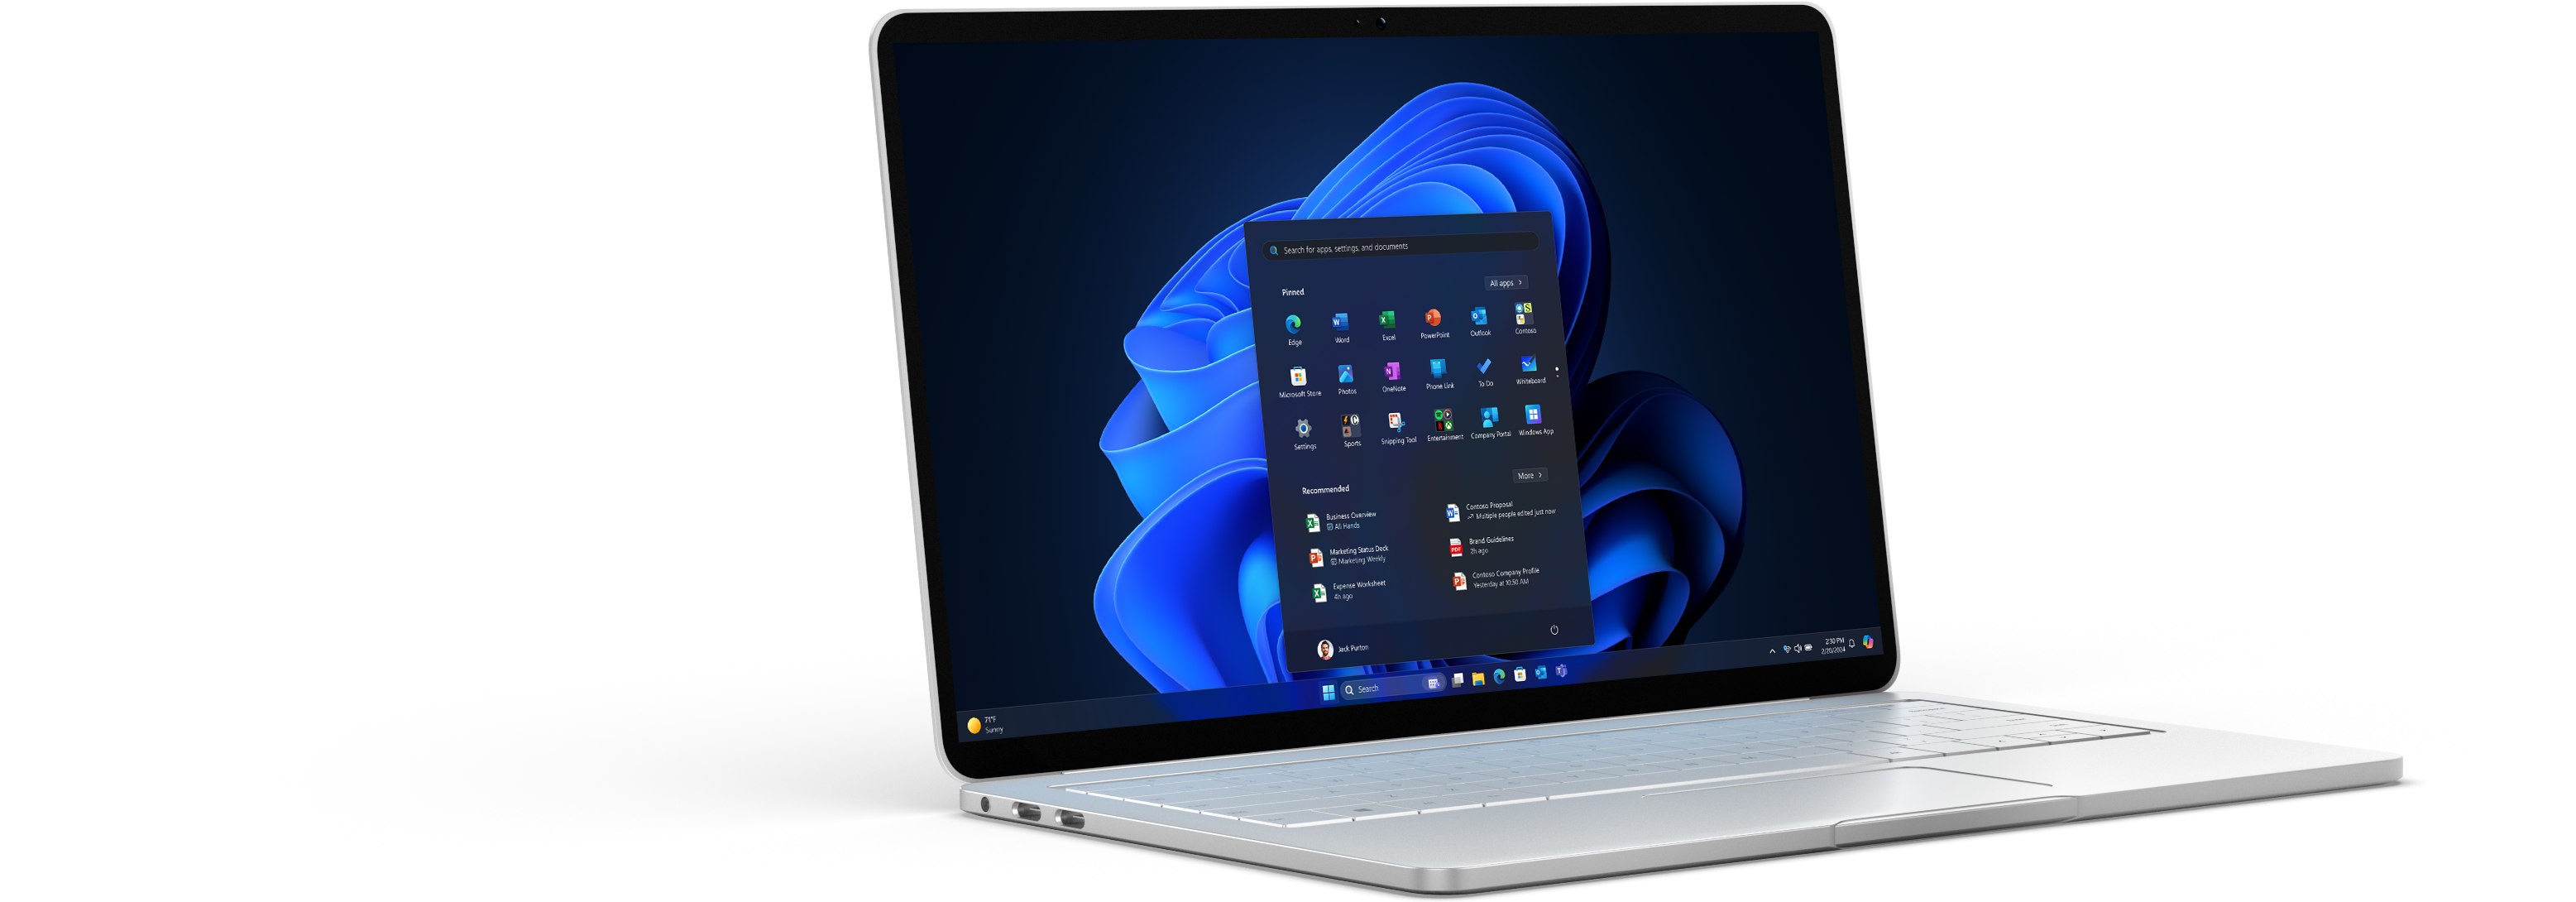 Search for apps, settings, and documents
Pinned
All apps
Edge
Word
Excel
PowerPoint
Outlook
Contoso
Microsoft Store
Photos
OneNote
Phone Link
To Do
Whiteboard
Settings
Sports
Snipping Tool
Entertainment
Company Portal
Windows App
Recommended
More
Business Overview
All Hands
Contoso Proposal
Multiple people edited just now
Marketing Status Deck
Marketing Weekly
Brand Guidelines
2h ago
Expense Worksheet
4h ago
Contoso Company Profile
Yesterday at 10:50 AM
Jack Purton
71°F
Sunny
Search
2:30 PM
2/20/2024